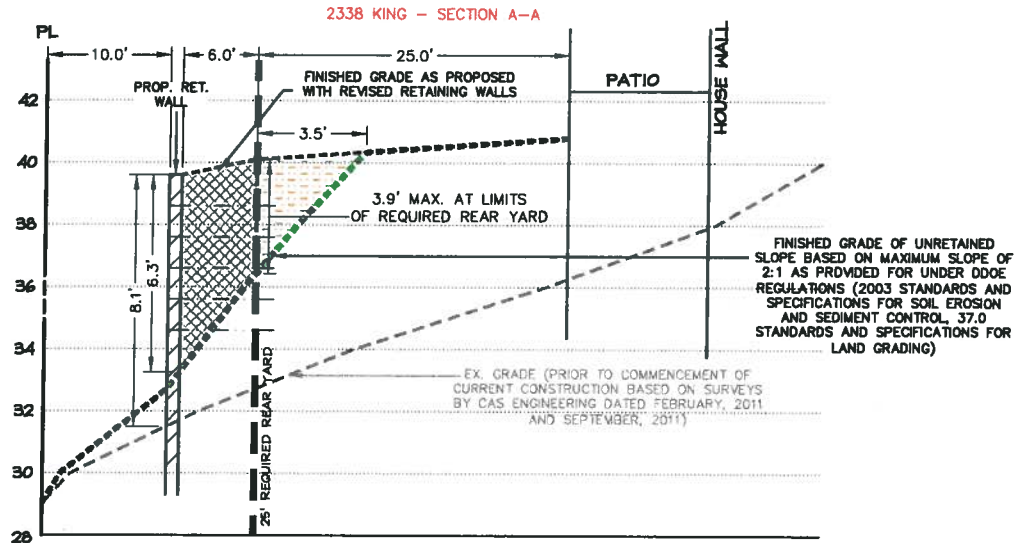 2338 KING - SECTION A-A
PL
10.0'
6.0'
25.0'
PATIO
HOUSE WALL
PROP. RET.
WALL
FINISHED GRADE AS PROPOSED
WITH REVISED RETAINING WALLS
3.5'
3.9' MAX. AT LIMITS
OF REQUIRED REAR YARD
8.1'
6.3'
FINISHED GRADE OF UNRETAINED
SLOPE BASED ON MAXIMUM SLOPE OF
2:1 AS PROVIDED FOR UNDER DDOE
REGULATIONS (2003 STANDARDS AND
SPECIFICATIONS FOR SOIL EROSION
AND SEDIMENT CONTROL, 37.0
STANDARDS AND SPECIFICATIONS FOR
LAND GRADING)
EX. GRADE (PRIOR TO COMMENCEMENT OF
CURRENT CONSTRUCTION BASED ON SURVEYS
BY CAS ENGINEERING DATED FEBRUARY, 2011
AND SEPTEMBER, 2011)
25' REQUIRED REAR YARD
42
40
38
36
34
32
30
28